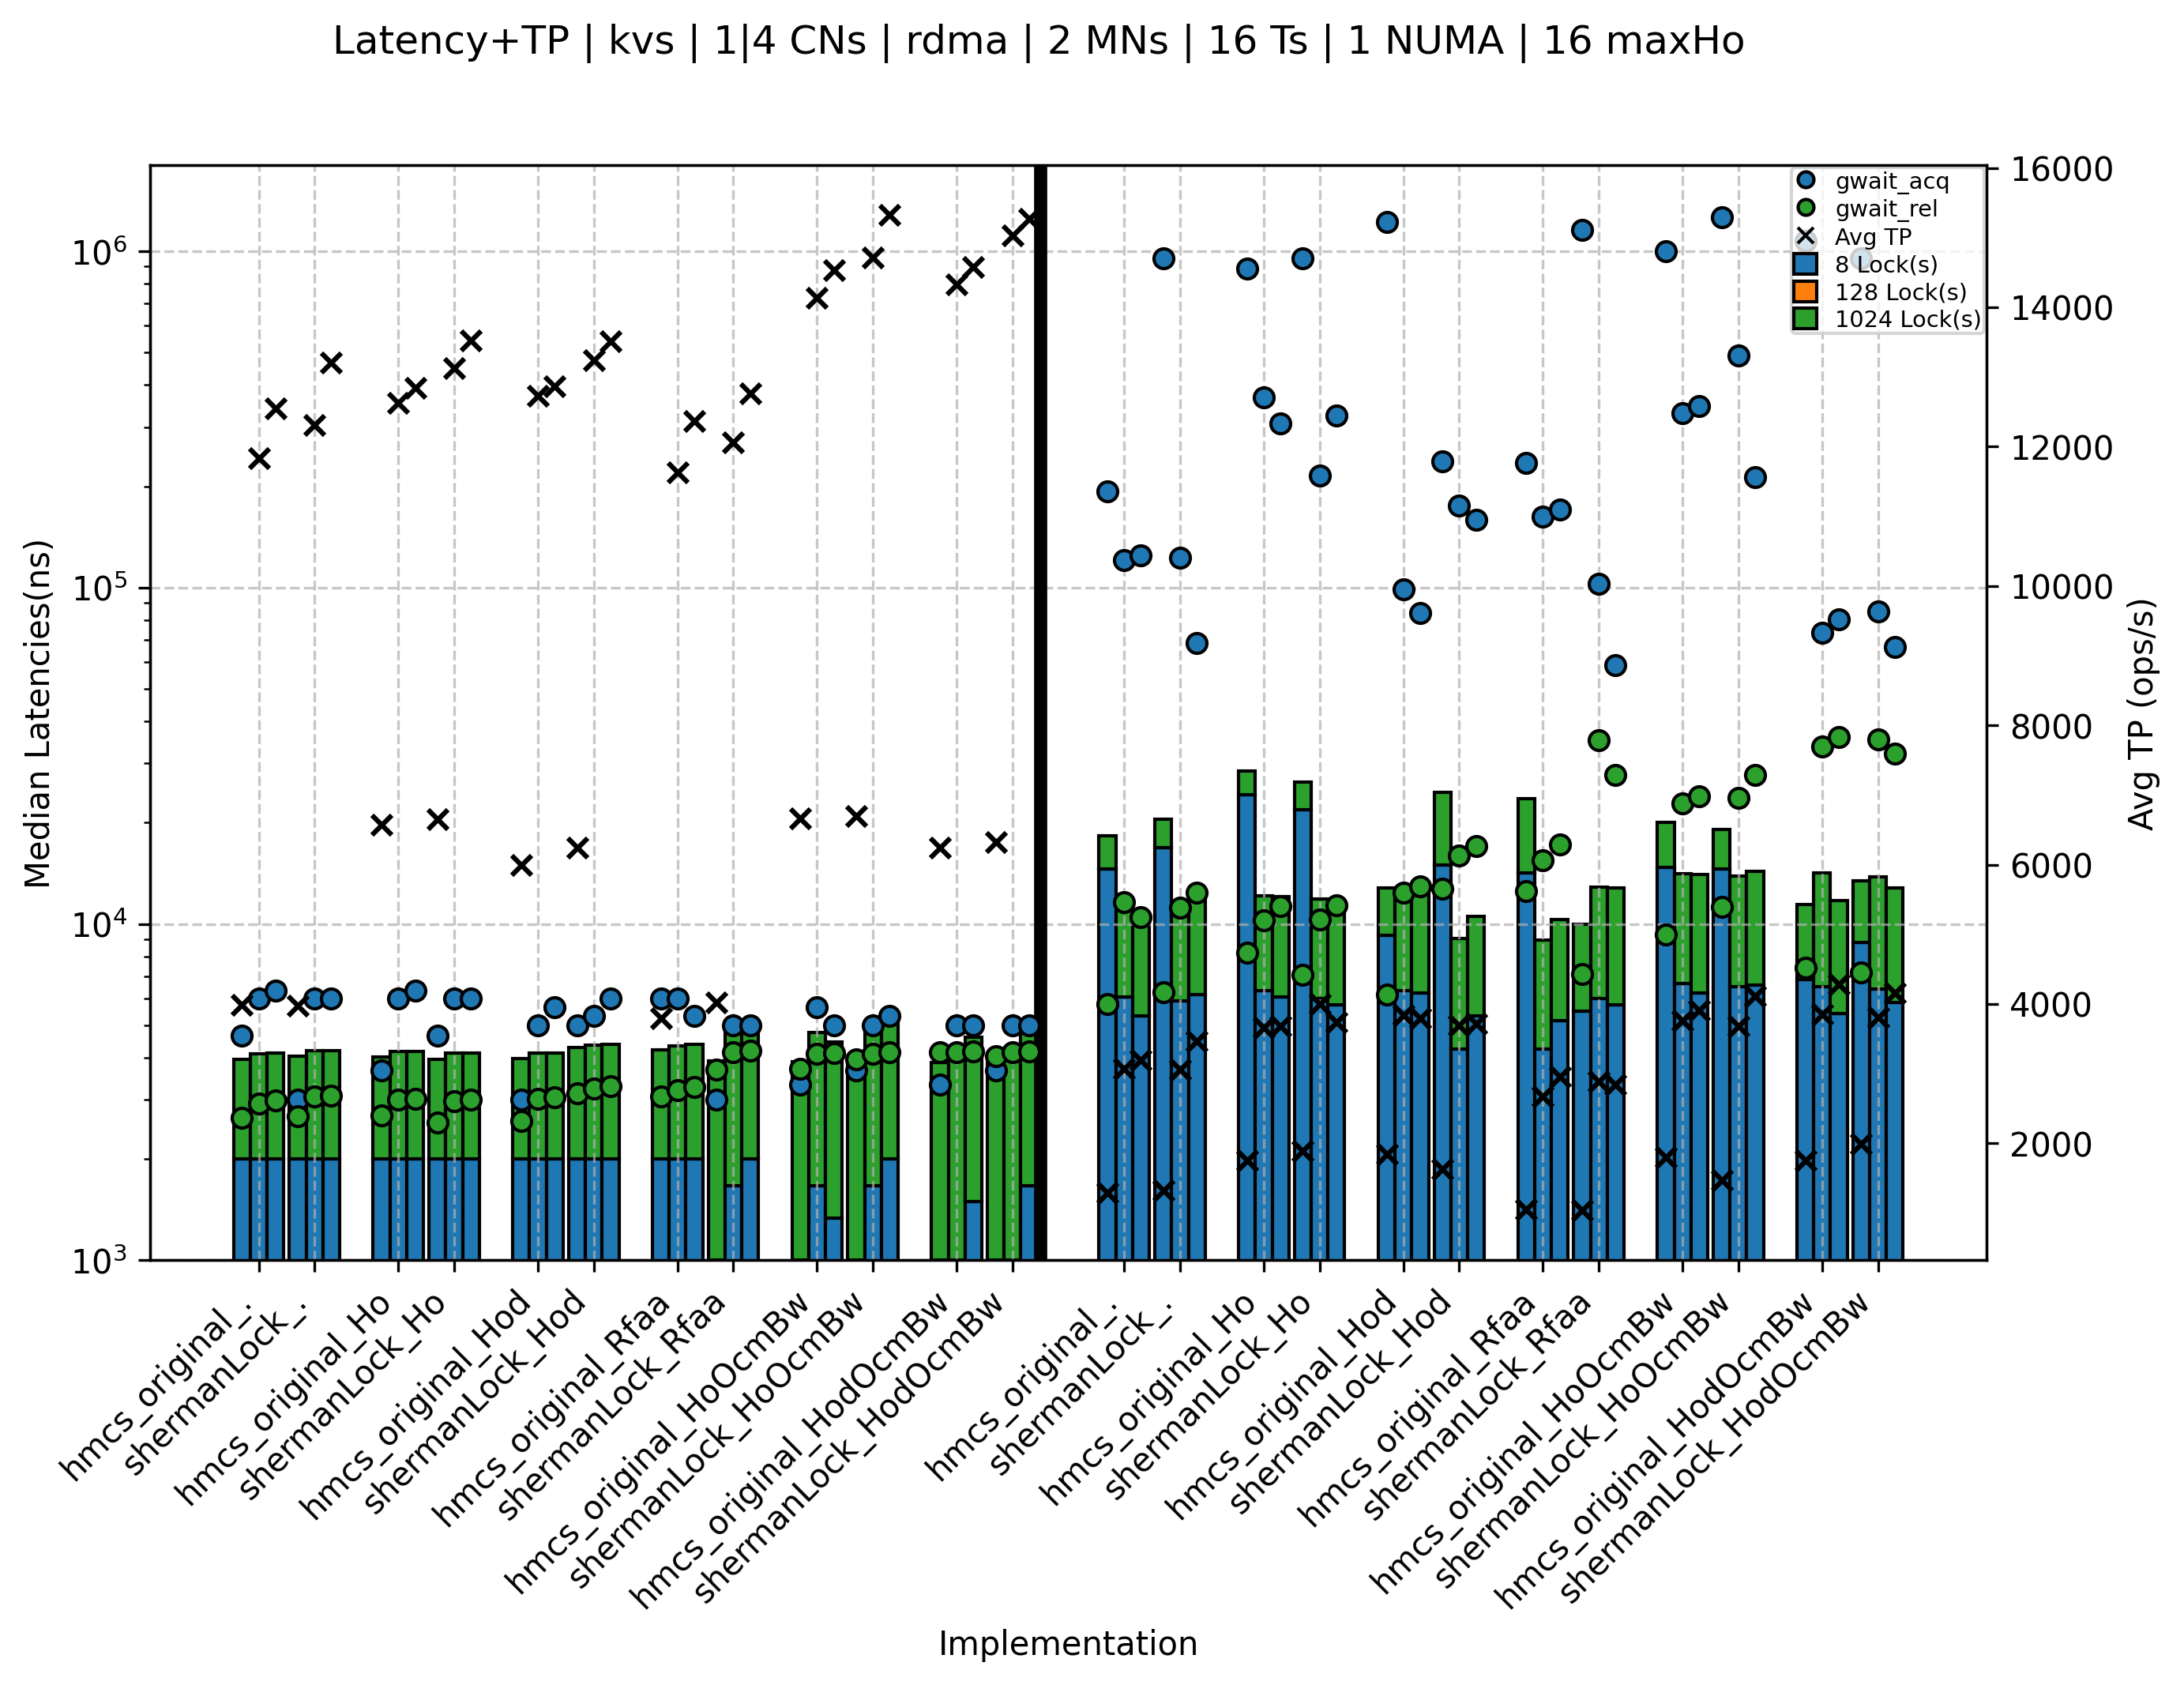 Latency+TP | kvs | 1|4 CNs | rdma | 2 MNs | 16 Ts | 1 NUMA | 16 maxHo
gwait_acq
gwait_rel
Avg TP
8 Lock(s)
128 Lock(s)
1024 Lock(s)
Median Latencies(ns)
10^6
10^5
10^4
10^3
16000
14000
12000
10000
8000
6000
4000
2000
Avg TP (ops/s)
hmcs_original_.
shermanLock_.
hmcs_original_Ho
shermanLock_Ho
hmcs_original_Hod
shermanLock_Hod
hmcs_original_Rfaa
shermanLock_Rfaa
hmcs_original_HoOcmBw
shermanLock_HoOcmBw
hmcs_original_HodOcmBw
shermanLock_HodOcmBw
hmcs_original_.
shermanLock_.
hmcs_original_Ho
shermanLock_Ho
hmcs_original_Hod
shermanLock_Hod
hmcs_original_Rfaa
shermanLock_Rfaa
hmcs_original_HoOcmBw
shermanLock_HoOcmBw
hmcs_original_HodOcmBw
shermanLock_HodOcmBw
Implementation